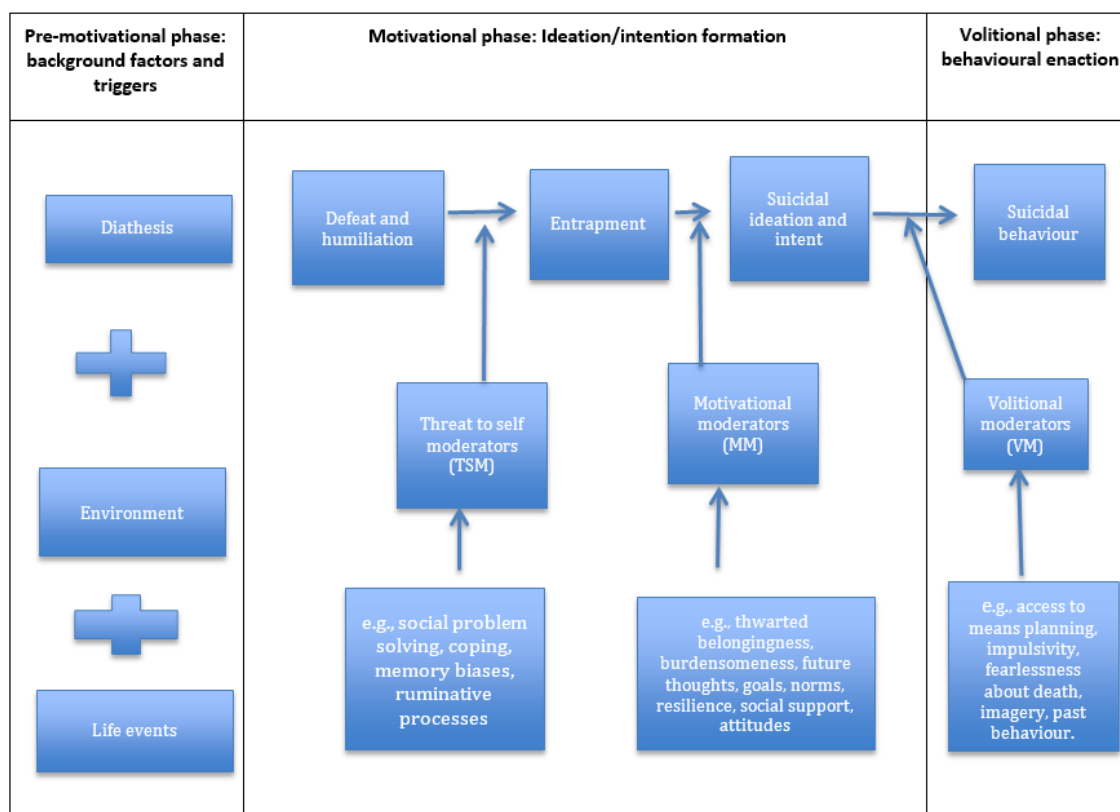 Pre-motivational phase:
background factors and
triggers
Motivational phase: Ideation/intention formation
Volitional phase:
behavioural enaction
Diathesis
Environment
Life events
Defeat and
humiliation
Entrapment
Suicidal
ideation and
intent
Suicidal
behaviour
Threat to self
moderators
(TSM)
Motivational
moderators
(MM)
Volitional
moderators
(VM)
e.g., social problem
solving, coping,
memory biases,
ruminative
processes
e.g., thwarted
belongingness,
burdensomeness, future
thoughts, goals, norms,
resilience, social support,
attitudes
e.g., access to
means planning,
impulsivity,
fearlessness
about death,
imagery, past
behaviour.